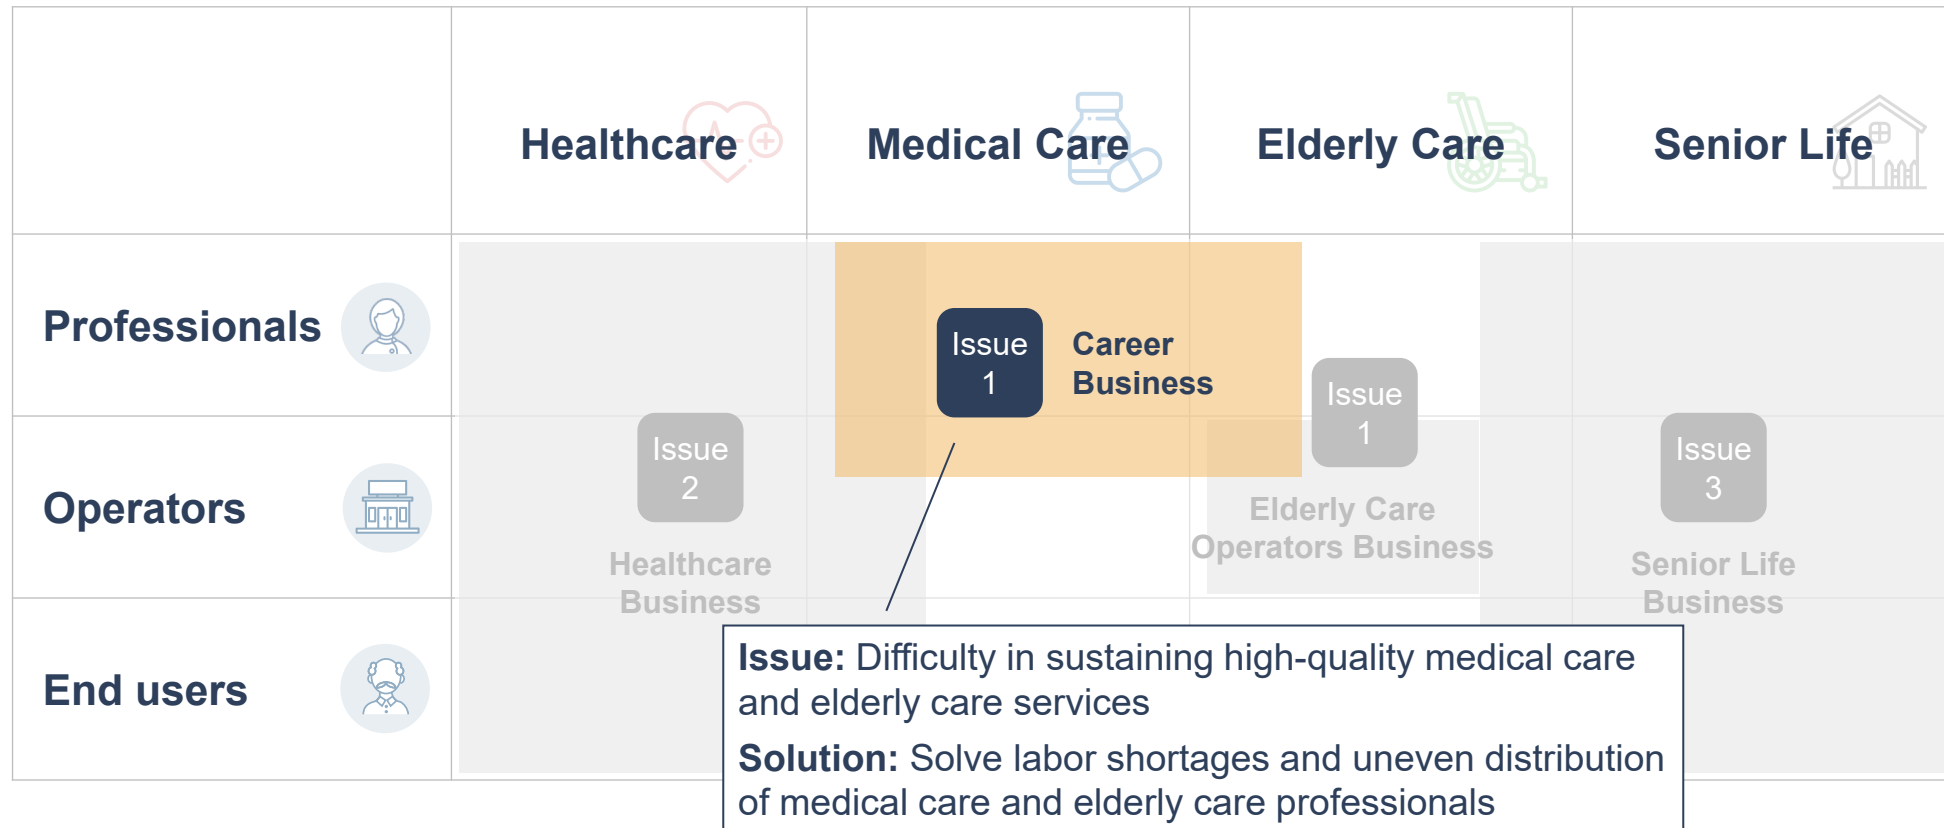 Healthcare
Medical Care
Elderly Care
Senior Life
Professionals
Issue
1
Career
Business
Issue
1
Operators
Issue
2
Healthcare
Business
Elderly Care
Operators Business
Issue
3
Senior Life
Business
End users
Issue: Difficulty in sustaining high-quality medical care
and elderly care services
Solution: Solve labor shortages and uneven distribution
of medical care and elderly care professionals